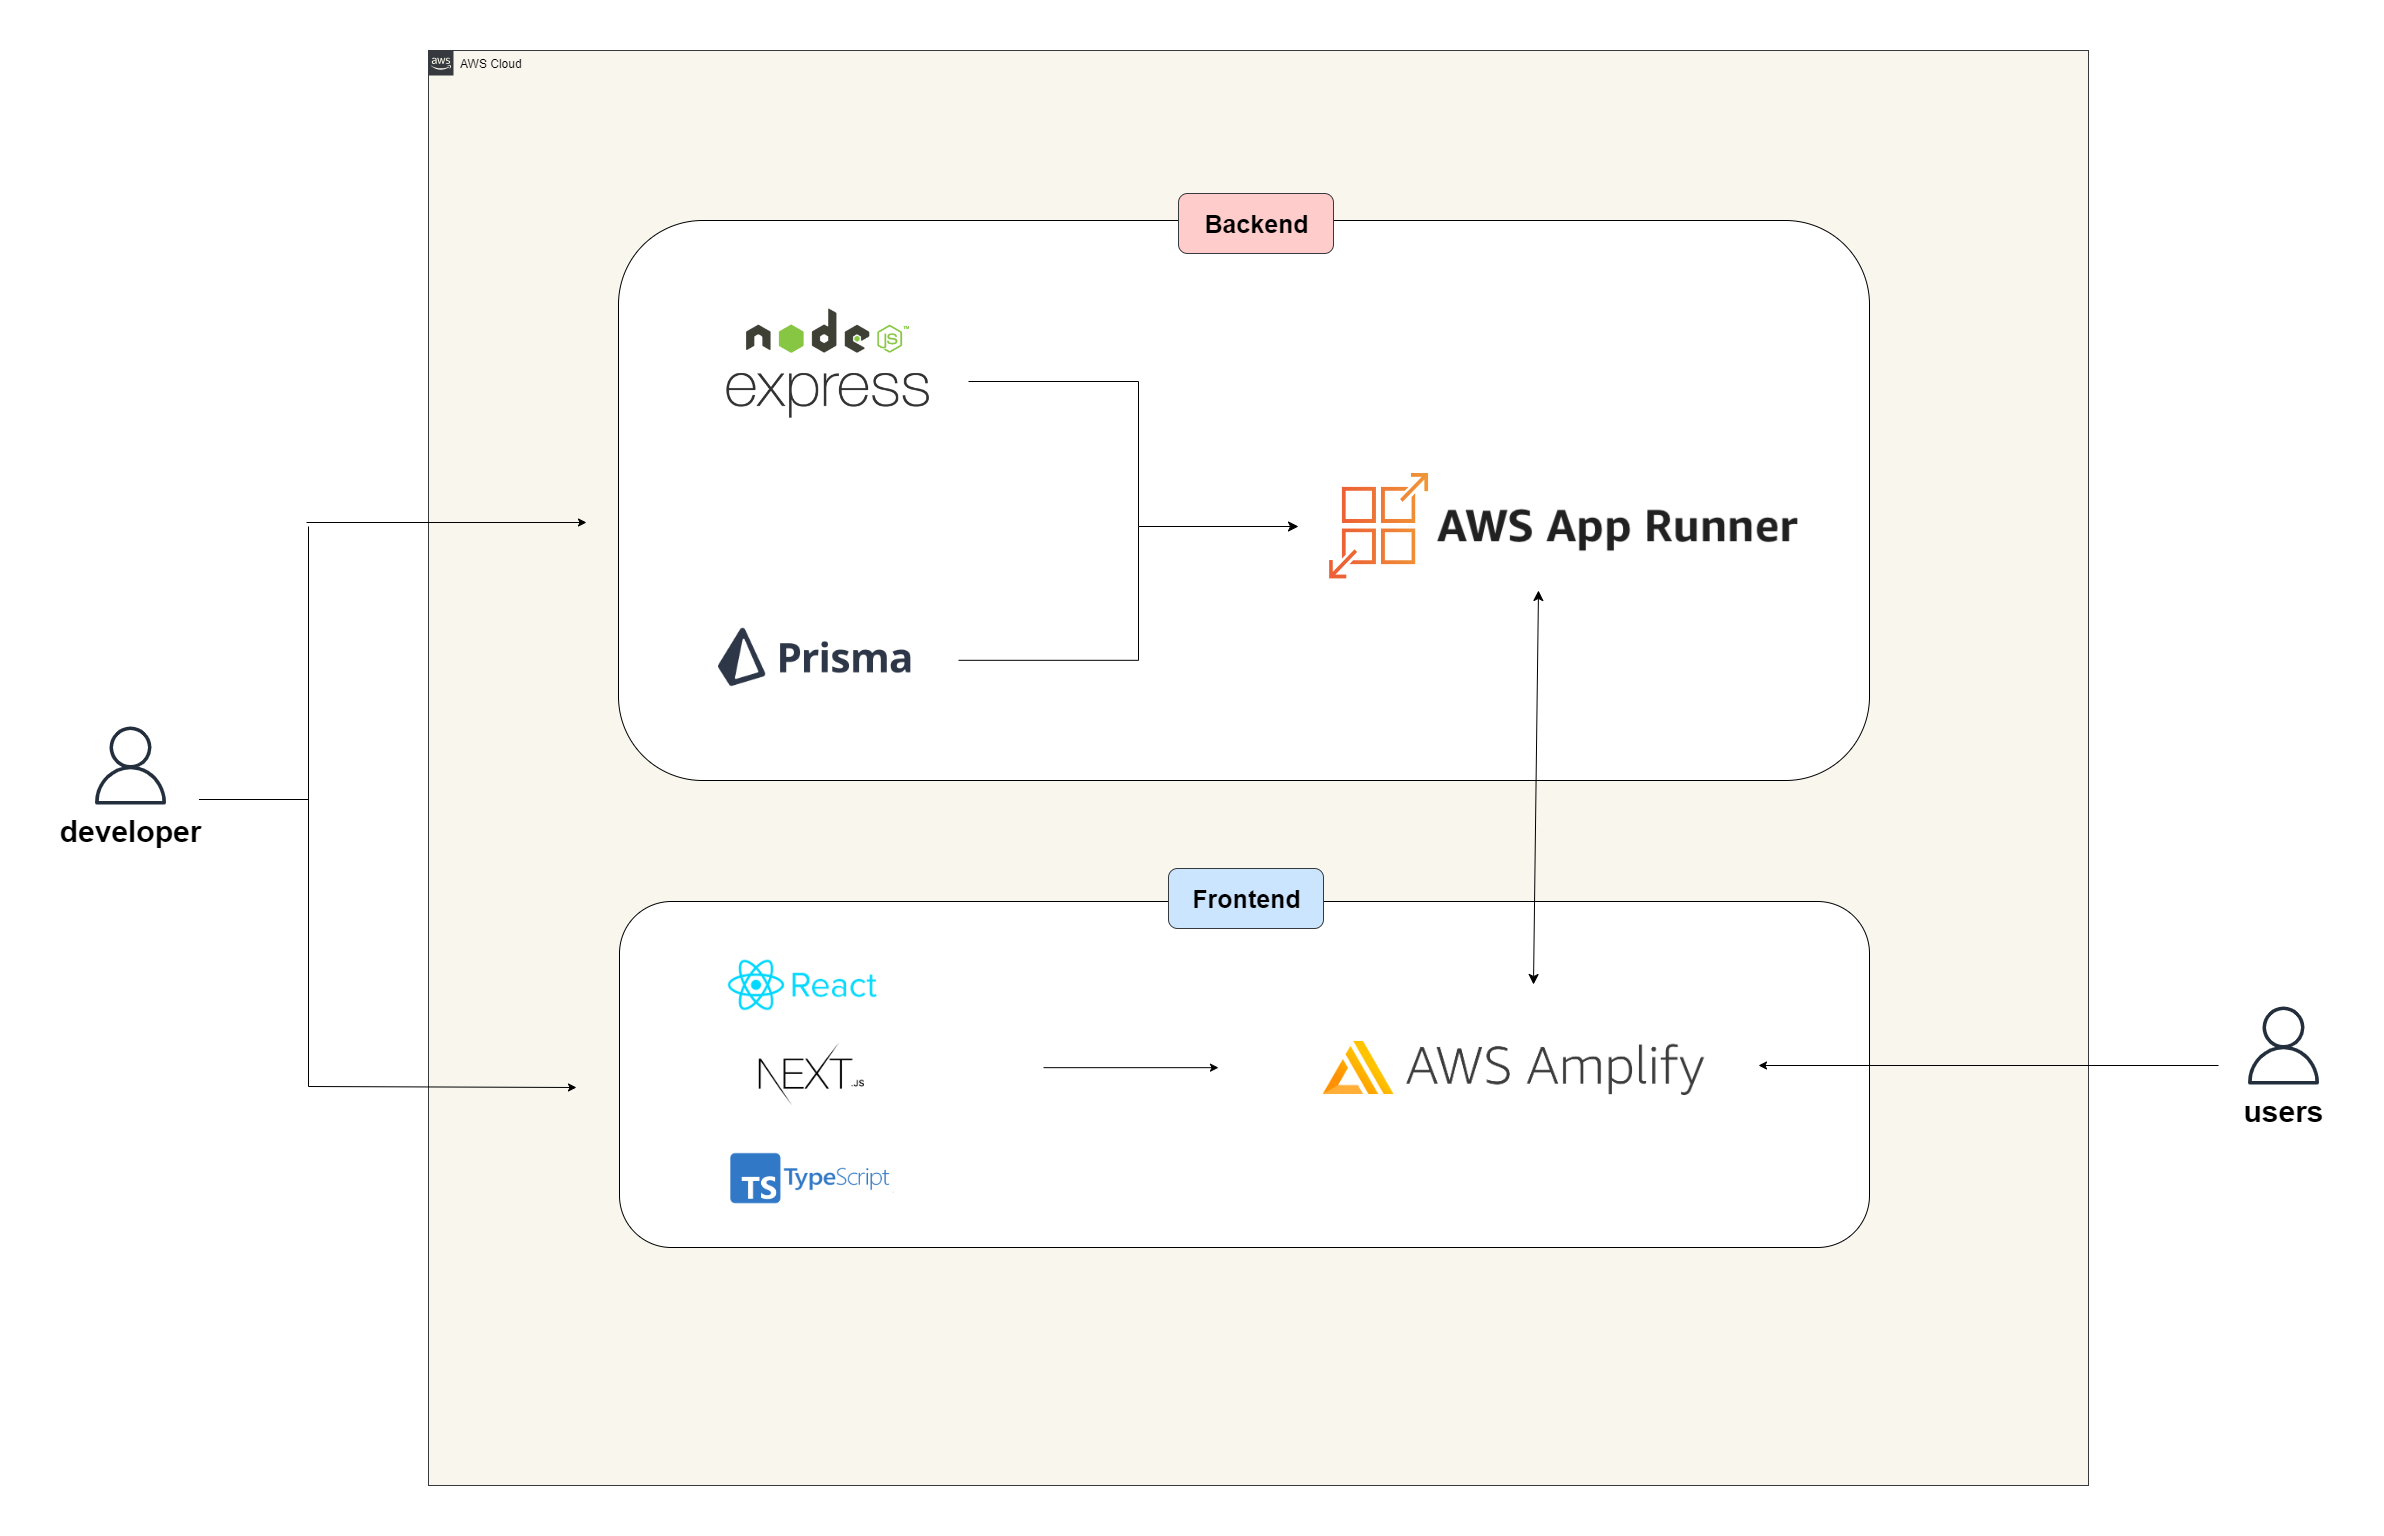 aws AWS Cloud
Backend
node JS ™
express
AWS App Runner
Prisma
developer
Frontend
React
NEXT.JS
AWS Amplify
TS TypeScript
users